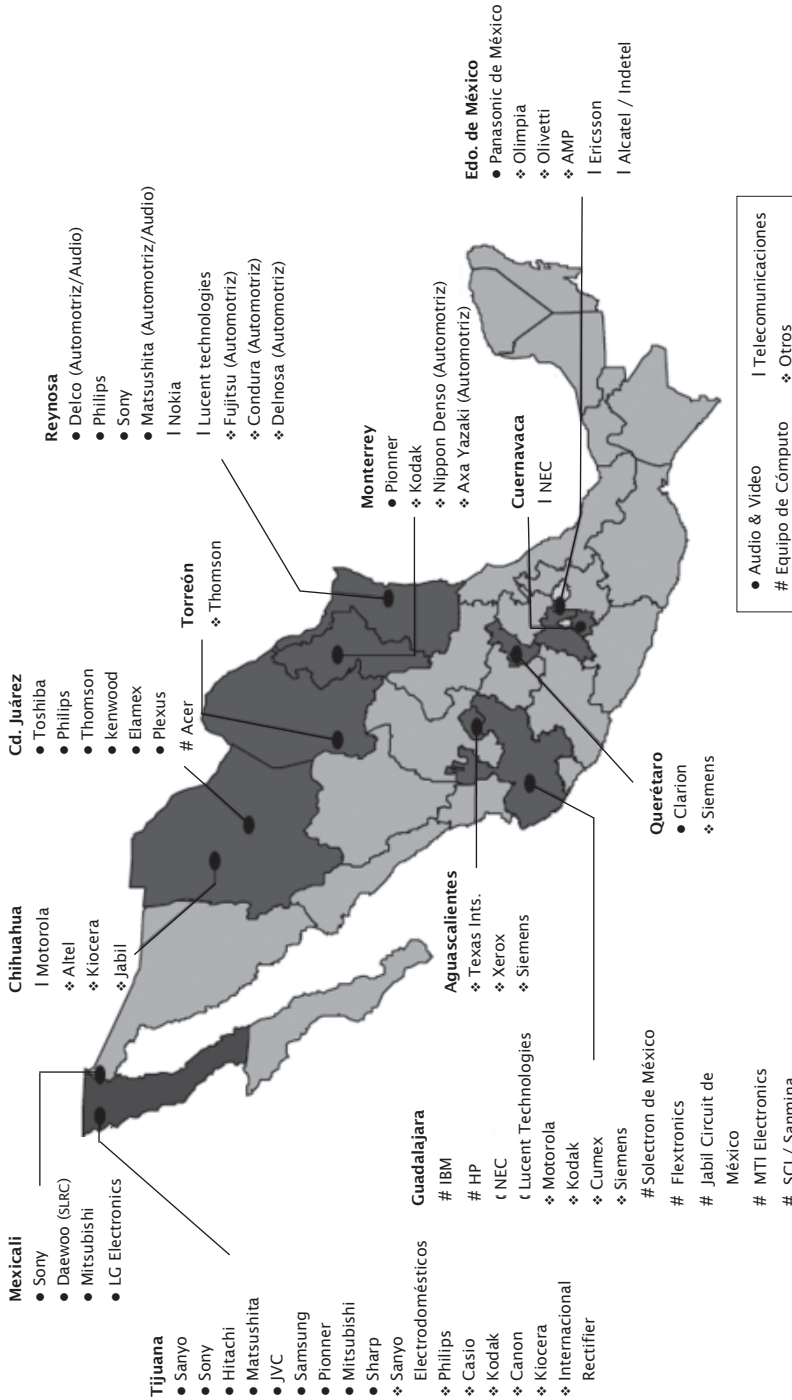 Mexicali
● Sony
● Daewoo (SLRC)
● Mitsubishi
● LG Electronics
Tijuana
● Sanyo
● Sony
● Hitachi
● Matsushita
● JVC
● Samsung
● Pionner
● Mitsubishi
● Sharp
❖ Sanyo
Electrodomésticos
❖ Philips
❖ Casio
❖ Kodak
❖ Canon
❖ Kiocera
❖ Internacional
Rectifier
Chihuahua
| Motorola
❖ Altel
❖ Kiocera
❖ Jabil
Cd. Juárez
● Toshiba
● Philips
● Thomson
● kenwood
● Elamex
● Plexus
# Acer
Torreón
❖ Thomson
Reynosa
● Delco (Automotriz/Audio)
● Philips
● Sony
● Matsushita (Automotriz/Audio)
| Nokia
| Lucent technologies
❖ Fujitsu (Automotriz)
❖ Condura (Automotriz)
❖ Delnosa (Automotriz)
Monterrey
● Pionner
❖ Kodak
❖ Nippon Denso (Automotriz)
❖ Axa Yazaki (Automotriz)
Cuernavaca
| NEC
Edo. de México
● Panasonic de México
❖ Olimpia
❖ Olivetti
❖ AMP
| Ericsson
| Alcatel / Indetel
Aguascalientes
❖ Texas Ints.
❖ Xerox
❖ Siemens
Querétaro
● Clarion
❖ Siemens
Guadalajara
# IBM
# HP
( NEC
( Lucent Technologies
❖ Motorola
❖ Kodak
❖ Cumex
❖ Siemens
# Solectron de México
# Flextronics
# Jabil Circuit de
México
# MTI Electronics
# SCI / Sanmina
● Audio & Video
# Equipo de Cómputo
| Telecomunicaciones
❖ Otros